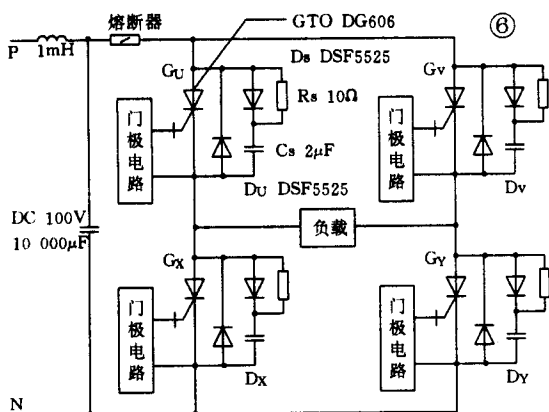 熔断器
GTO DG606
⑥
P
1mH
Ds DSF5525
GU
GV
Rs 10Ω
门极电路
门极电路
Cs 2μF
DU DSF5525
DV
DC 100V
10 000μF
负载
GX
GY
门极电路
门极电路
DX
DY
N